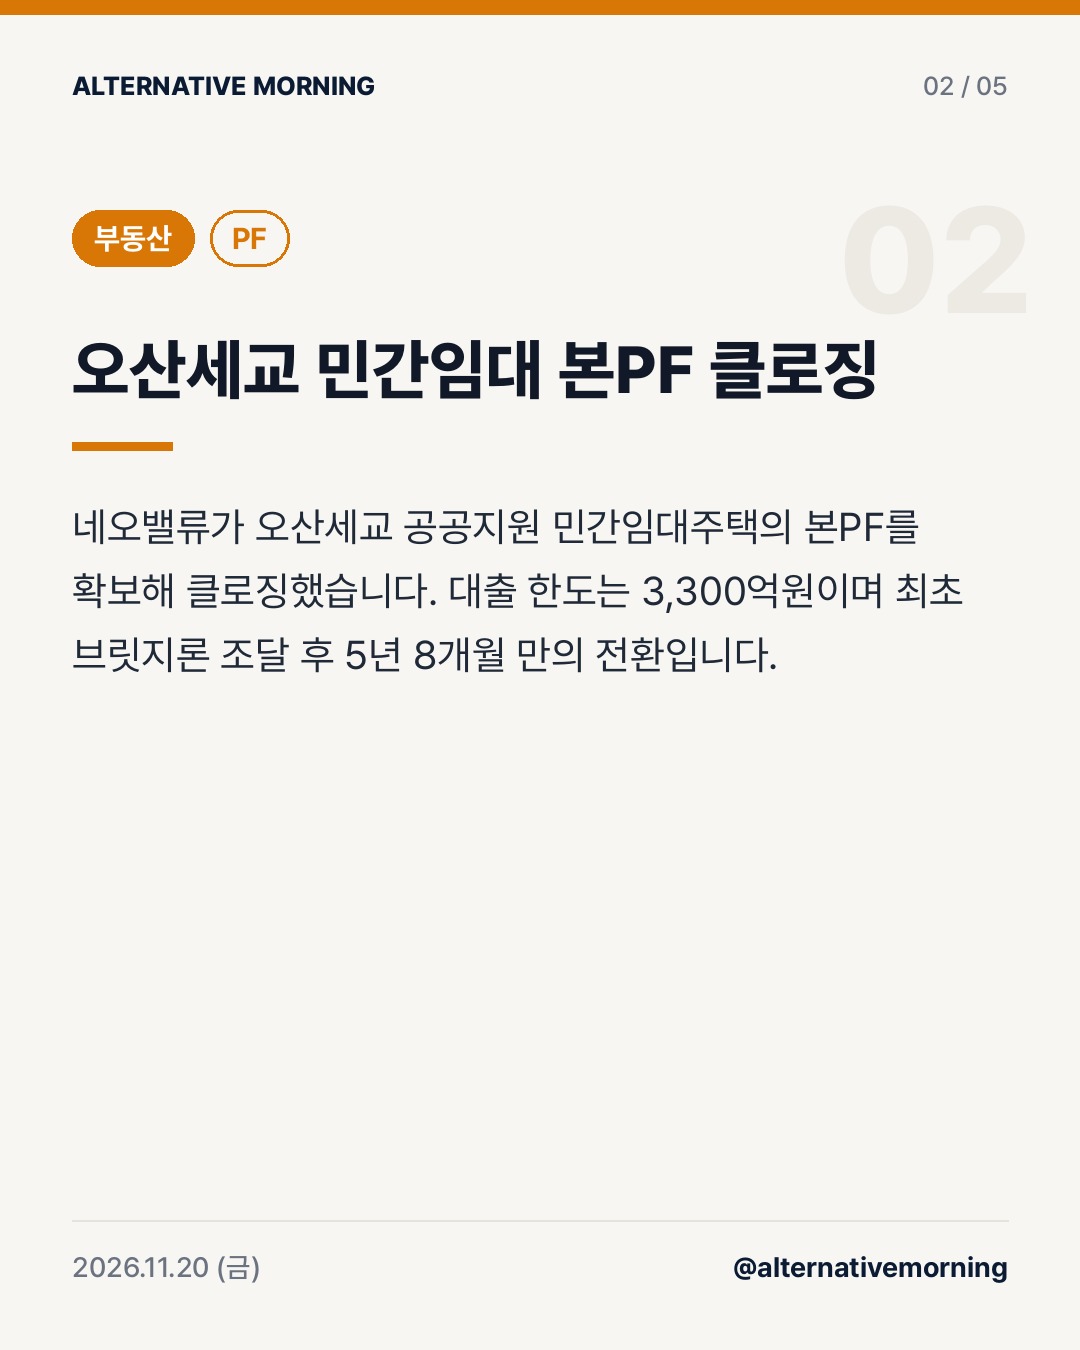 ALTERNATIVE MORNING
02 / 05
부동산
PF
02
오산세교 민간임대 본PF 클로징
네오밸류가 오산세교 공공지원 민간임대주택의 본PF를
확보해 클로징했습니다. 대출 한도는 3,300억원이며 최초
브릿지론 조달 후 5년 8개월 만의 전환입니다.
2026.11.20 (금)
@alternativemorning